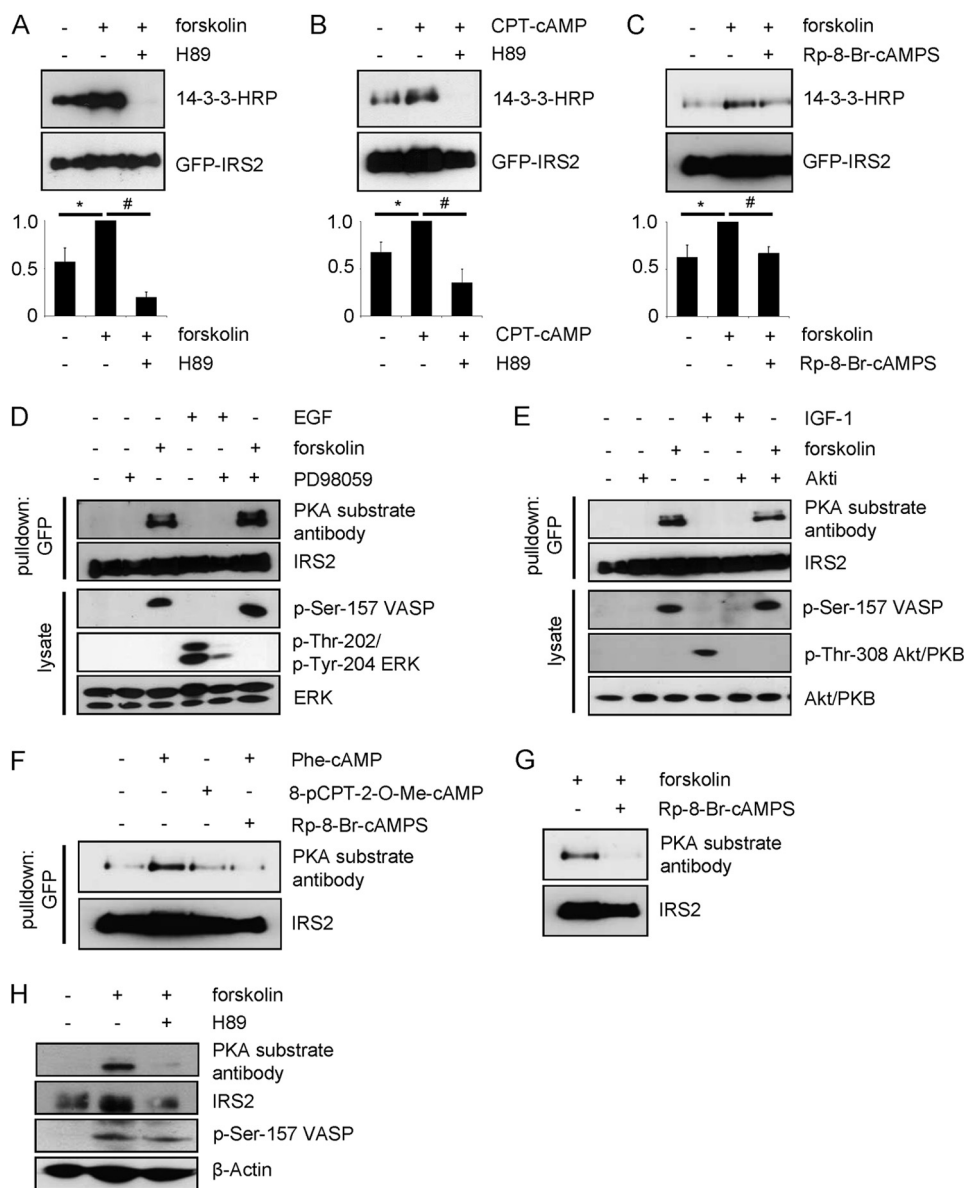 A
- + + forskolin
- - + H89
14-3-3-HRP
GFP-IRS2
* #
1.0
0.5
0
- + + forskolin
- - + H89
B
- + + CPT-cAMP
- - + H89
14-3-3-HRP
GFP-IRS2
* #
1.0
0.5
0
- + + CPT-cAMP
- - + H89
C
- + + forskolin
- - + Rp-8-Br-cAMPS
14-3-3-HRP
GFP-IRS2
* #
1.0
0.5
0
- + + forskolin
- - + Rp-8-Br-cAMPS
D
- - - + + - EGF
- - + - - + forskolin
- + - - + + PD98059
pulldown:
GFP
PKA substrate
antibody
IRS2
lysate
p-Ser-157 VASP
p-Thr-202/
p-Tyr-204 ERK
ERK
E
- - - + + - IGF-1
- - + - - + forskolin
- + - - + + Akti
pulldown:
GFP
PKA substrate
antibody
IRS2
lysate
p-Ser-157 VASP
p-Thr-308 Akt/PKB
Akt/PKB
F
- + - + Phe-cAMP
- - + - 8-pCPT-2-O-Me-cAMP
- - - + Rp-8-Br-cAMPS
pulldown:
GFP
PKA substrate
antibody
IRS2
G
+ + forskolin
- + Rp-8-Br-cAMPS
PKA substrate
antibody
IRS2
H
- + + forskolin
- - + H89
PKA substrate
antibody
IRS2
p-Ser-157 VASP
β-Actin